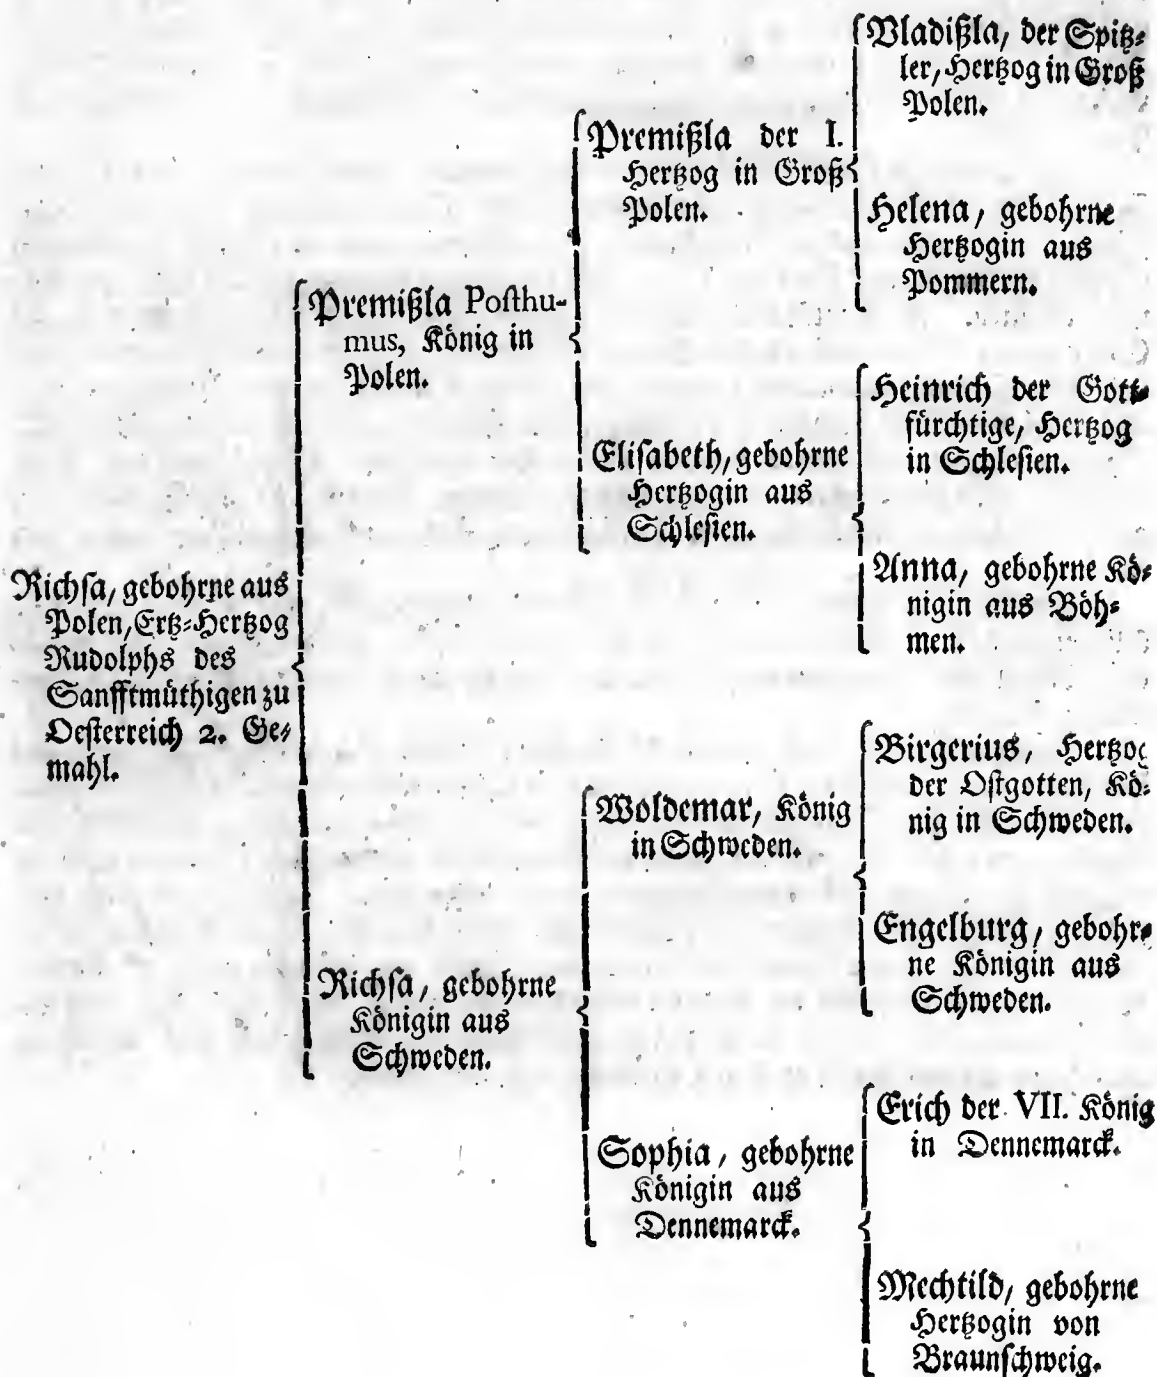 Richsa, gebohrne aus
Polen, Ertz-Hertzog
Rudolphs des
Sanfftmüthigen zu
Oesterreich 2. Ge-
mahl.
Premißla Posthu-
mus, König in
Polen.
Premißla der I.
Hertzog in Groß
Polen.
Vladißla, der Spitz-
ler, Hertzog in Groß
Polen.
Helena, gebohrne
Hertzogin aus
Pommern.
Elisabeth, gebohrne
Hertzogin aus
Schlesien.
Heinrich der Gott-
fürchtige, Hertzog
in Schlesien.
Anna, gebohrne Kö-
nigin aus Böh-
men.
Richsa, gebohrne
Königin aus
Schweden.
Woldemar, König
in Schweden.
Birgerius, Hertzog
der Ostgotten, Kö-
nig in Schweden.
Engelburg, gebohr-
ne Königin aus
Schweden.
Sophia, gebohrne
Königin aus
Dennemarck.
Erich der VII. König
in Dennemarck.
Mechtild, gebohrne
Hertzogin von
Braunschweig.